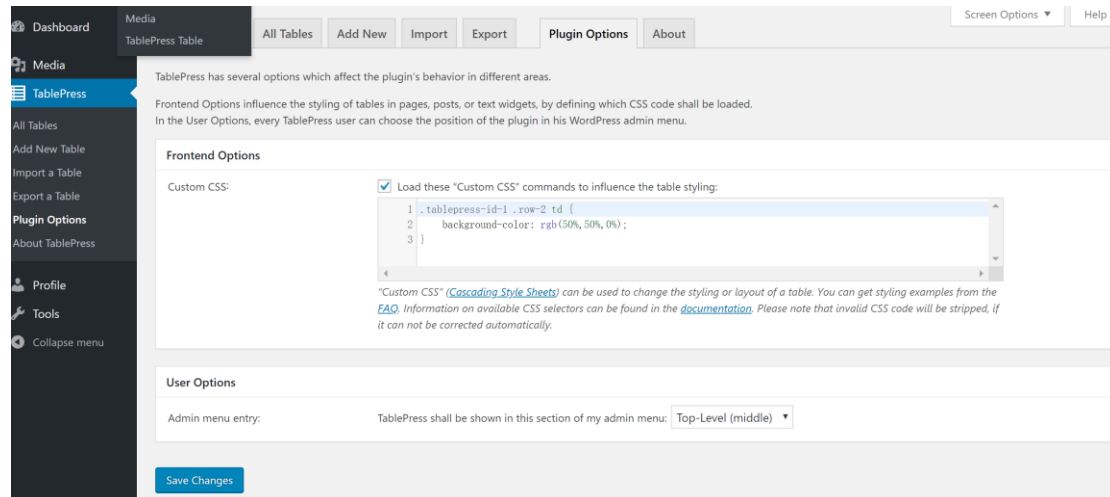 Dashboard
Media
TablePress
All Tables
Add New Table
Import a Table
Export a Table
Plugin Options
About TablePress
Profile
Tools
Collapse menu
Media
TablePress Table
All Tables
Add New
Import
Export
Plugin Options
About
Screen Options ▼
Help
TablePress has several options which affect the plugin's behavior in different areas.
Frontend Options influence the styling of tables in pages, posts, or text widgets, by defining which CSS code shall be loaded.
In the User Options, every TablePress user can choose the position of the plugin in his WordPress admin menu.
Frontend Options
Custom CSS:
Load these “Custom CSS” commands to influence the table styling:
1 .tablepress-id-1 .row-2 td {
2 background-color: rgb(50%,50%,0%);
3 }
“Custom CSS” (Cascading Style Sheets) can be used to change the styling or layout of a table. You can get styling examples from the
FAQ. Information on available CSS selectors can be found in the documentation. Please note that invalid CSS code will be stripped, if
it can not be corrected automatically.
User Options
Admin menu entry:
TablePress shall be shown in this section of my admin menu: Top-Level (middle) ▼
Save Changes